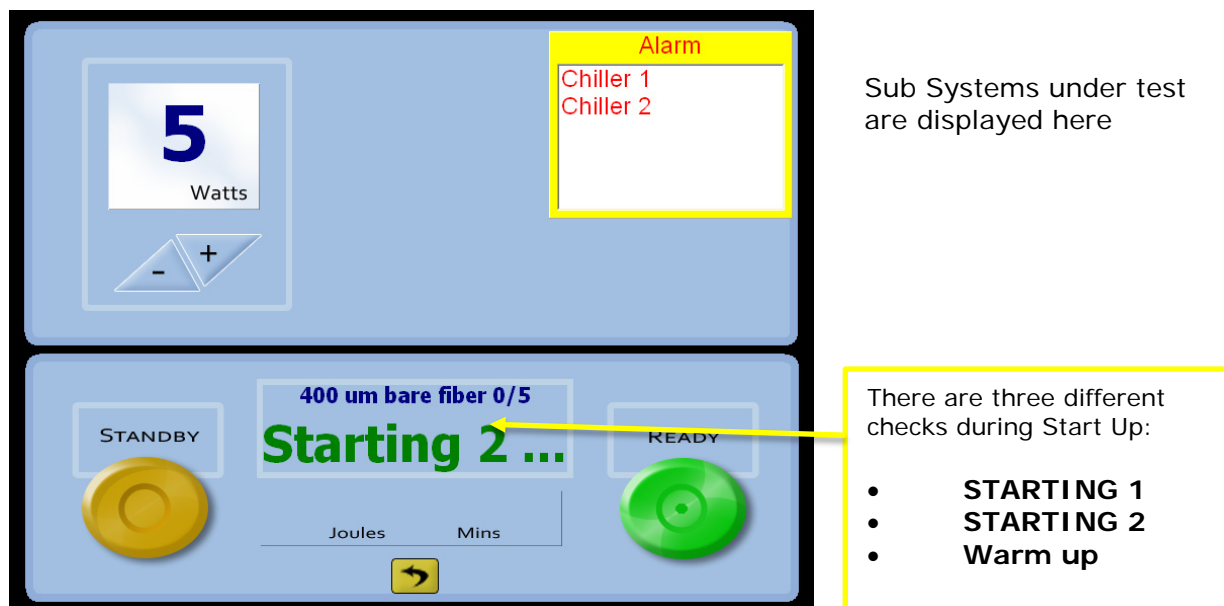 Alarm
Chiller 1
Chiller 2
5
Watts
-
+
Sub Systems under test
are displayed here
400 um bare fiber 0/5
STANDBY
Starting 2 ...
READY
Joules Mins
There are three different
checks during Start Up:
• STARTING 1
• STARTING 2
• Warm up